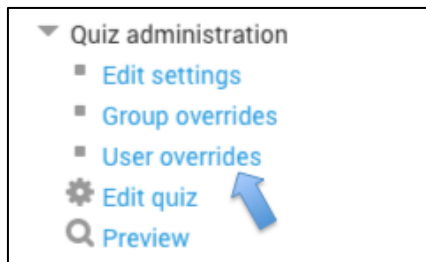 Quiz administration
Edit settings
Group overrides
User overrides
Edit quiz
Preview